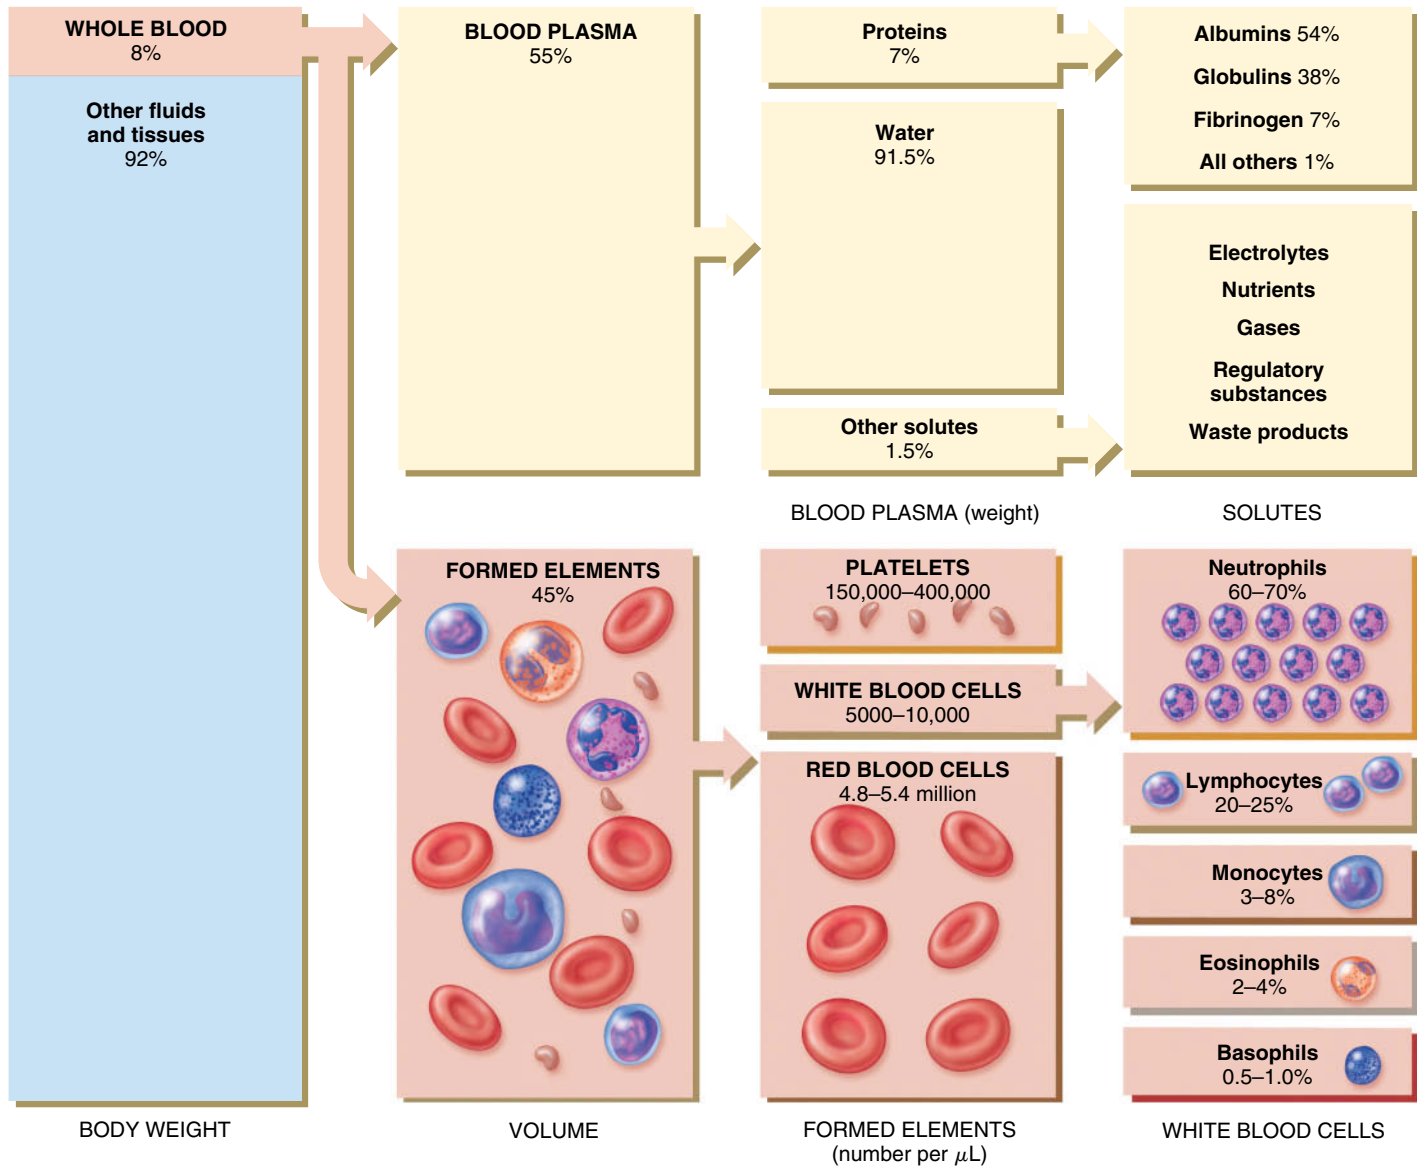 WHOLE BLOOD
8%
Other fluids
and tissues
92%
BODY WEIGHT
BLOOD PLASMA
55%
Proteins
7%
Water
91.5%
Other solutes
1.5%
BLOOD PLASMA (weight)
Albumins 54%
Globulins 38%
Fibrinogen 7%
All others 1%
Electrolytes
Nutrients
Gases
Regulatory
substances
Waste products
SOLUTES
FORMED ELEMENTS
45%
VOLUME
PLATELETS
150,000–400,000
WHITE BLOOD CELLS
5000–10,000
RED BLOOD CELLS
4.8–5.4 million
FORMED ELEMENTS
(number per μL)
Neutrophils
60–70%
Lymphocytes
20–25%
Monocytes
3–8%
Eosinophils
2–4%
Basophils
0.5–1.0%
WHITE BLOOD CELLS